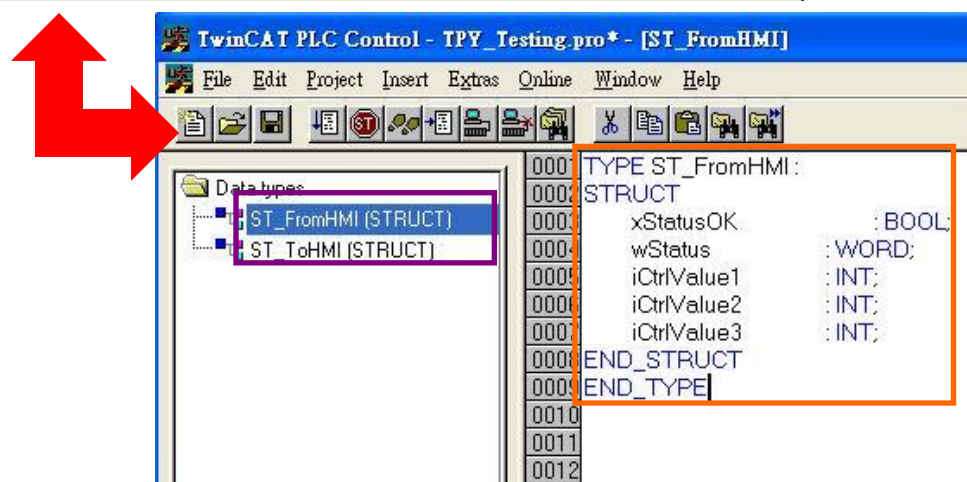 TwinCAT PLC Control - TPY_Testing.pro* - [ST_FromHMI]
File Edit Project Insert Extras Online Window Help
ST
Data types
ST_FromHMI (STRUCT)
ST_ToHMI (STRUCT)
0001 TYPE ST_FromHMI :
0002 STRUCT
0003 xStatusOK : BOOL;
0004 wStatus : WORD;
0005 iCtrlValue1 : INT;
0006 iCtrlValue2 : INT;
0007 iCtrlValue3 : INT;
0008 END_STRUCT
0009 END_TYPE
0010
0011
0012